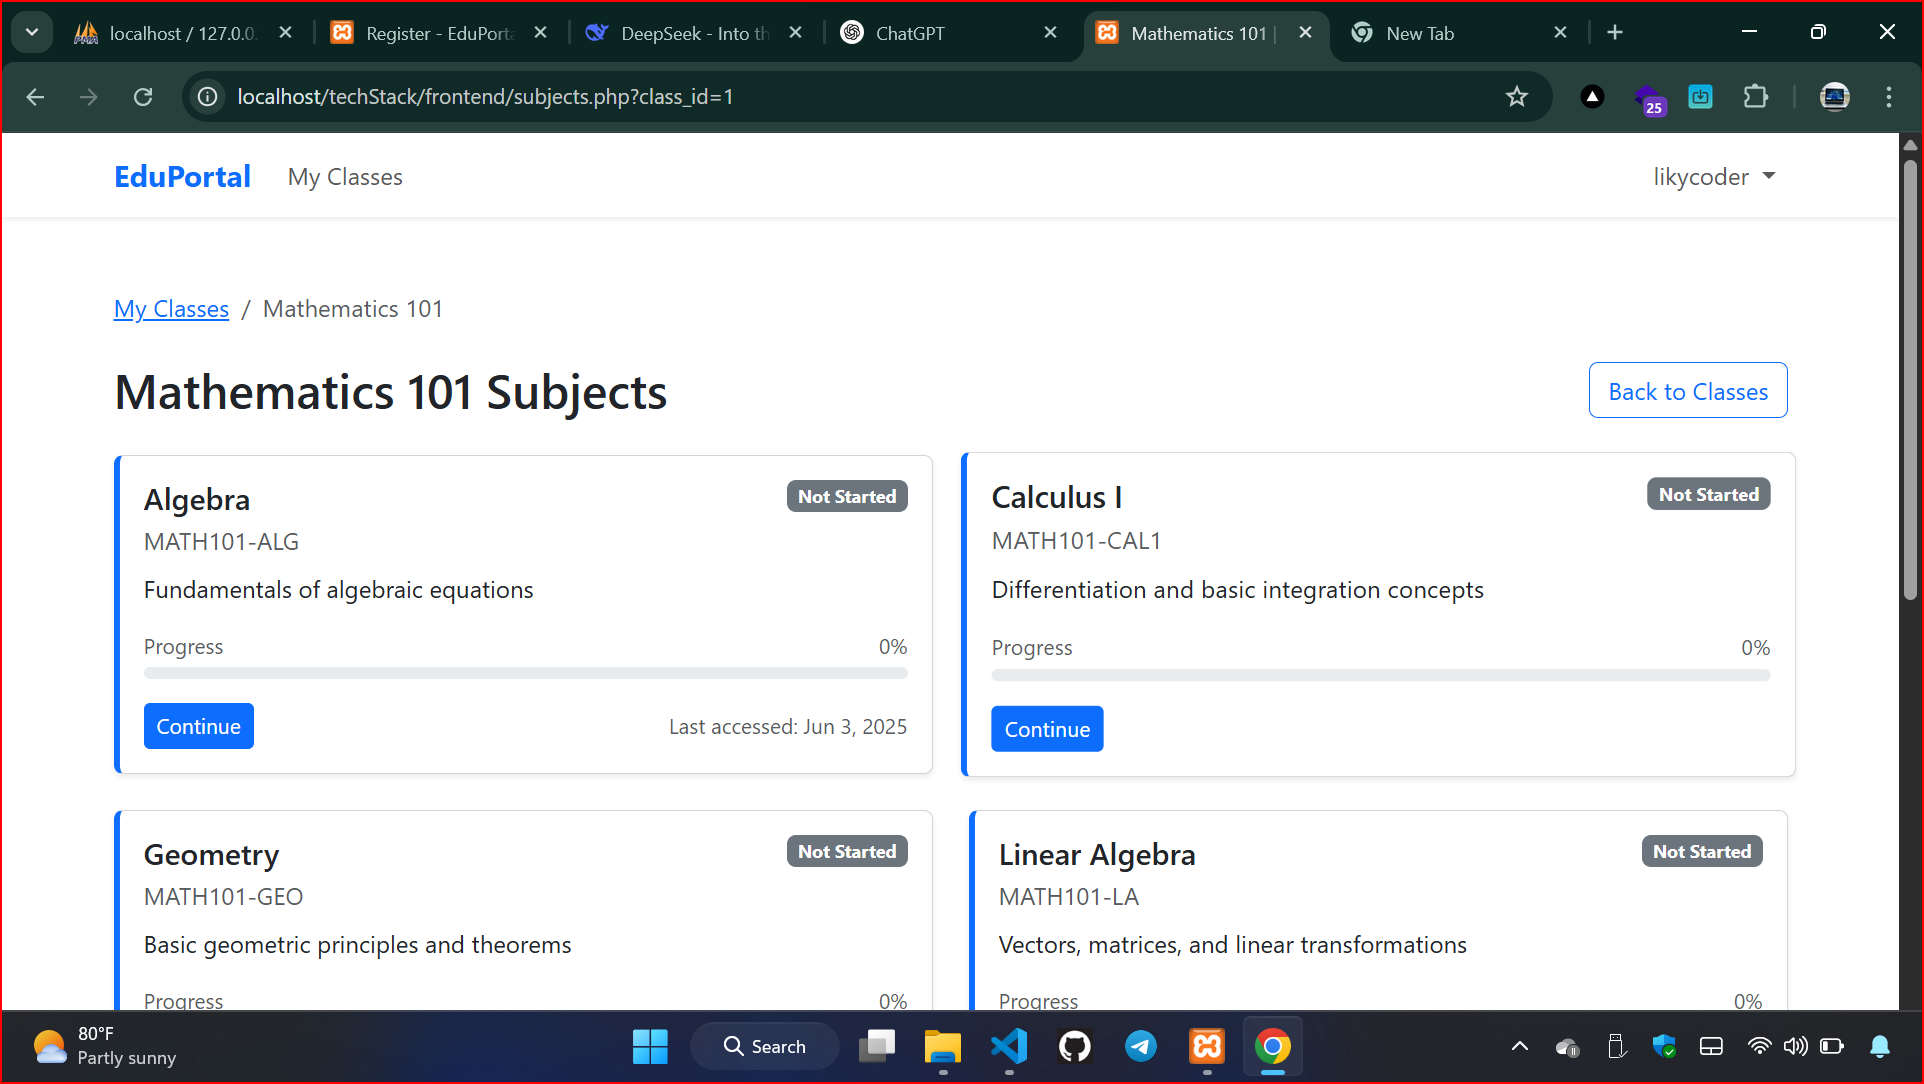 localhost / 127.0.0.
Register - EduPorta
DeepSeek - Into th
ChatGPT
Mathematics 101 |
New Tab
localhost/techStack/frontend/subjects.php?class_id=1
25
EduPortal
My Classes
likycoder
My Classes / Mathematics 101
Mathematics 101 Subjects
Back to Classes
Algebra
Not Started
MATH101-ALG
Fundamentals of algebraic equations
Progress
0%
Continue
Last accessed: Jun 3, 2025
Calculus I
Not Started
MATH101-CAL1
Differentiation and basic integration concepts
Progress
0%
Continue
Geometry
Not Started
MATH101-GEO
Basic geometric principles and theorems
Progress
0%
Linear Algebra
Not Started
MATH101-LA
Vectors, matrices, and linear transformations
Progress
0%
80°F
Partly sunny
Search